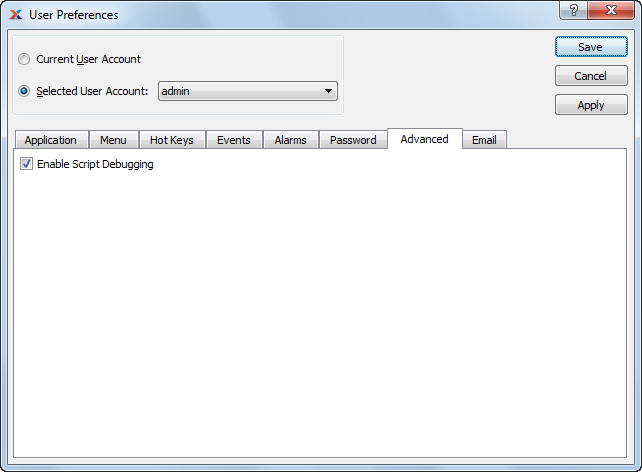 User Preferences
Current User Account
Save
Selected User Account: admin
Cancel
Apply
Application Menu Hot Keys Events Alarms Password Advanced Email
Enable Script Debugging